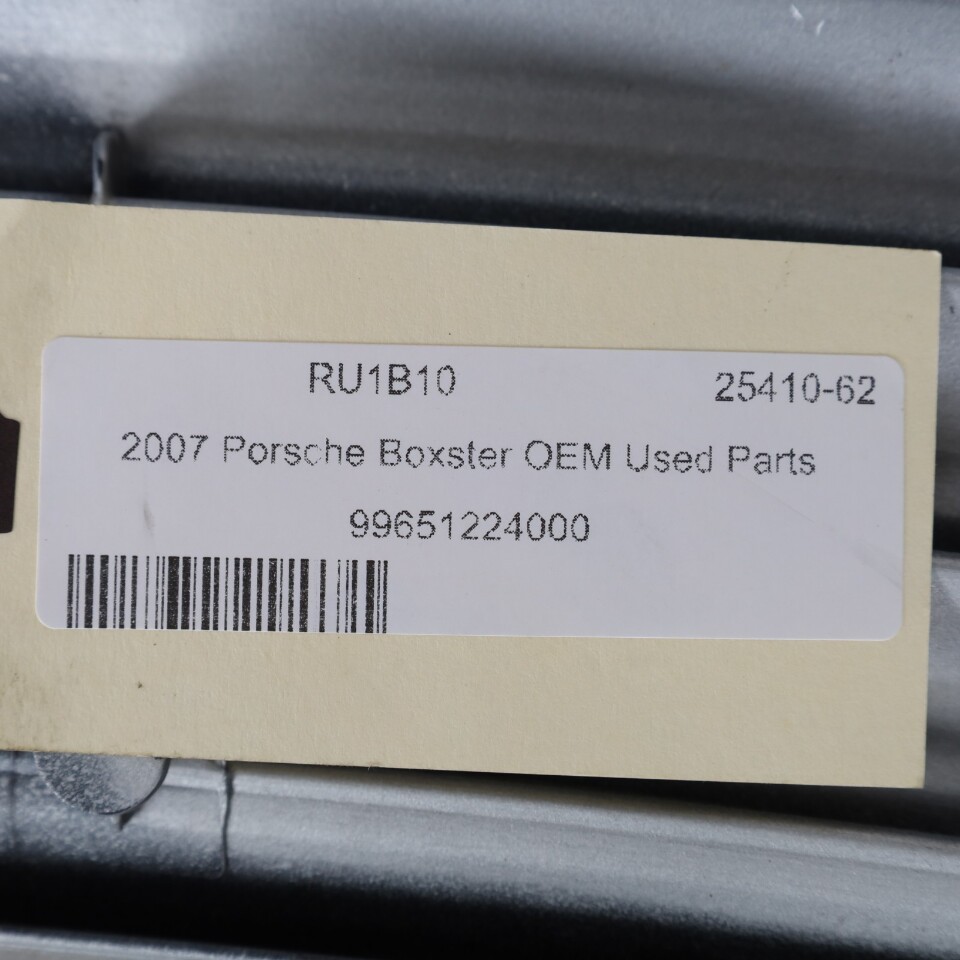 RU1B10 25410-62
2007 Porsche Boxster OEM Used Parts
99651224000